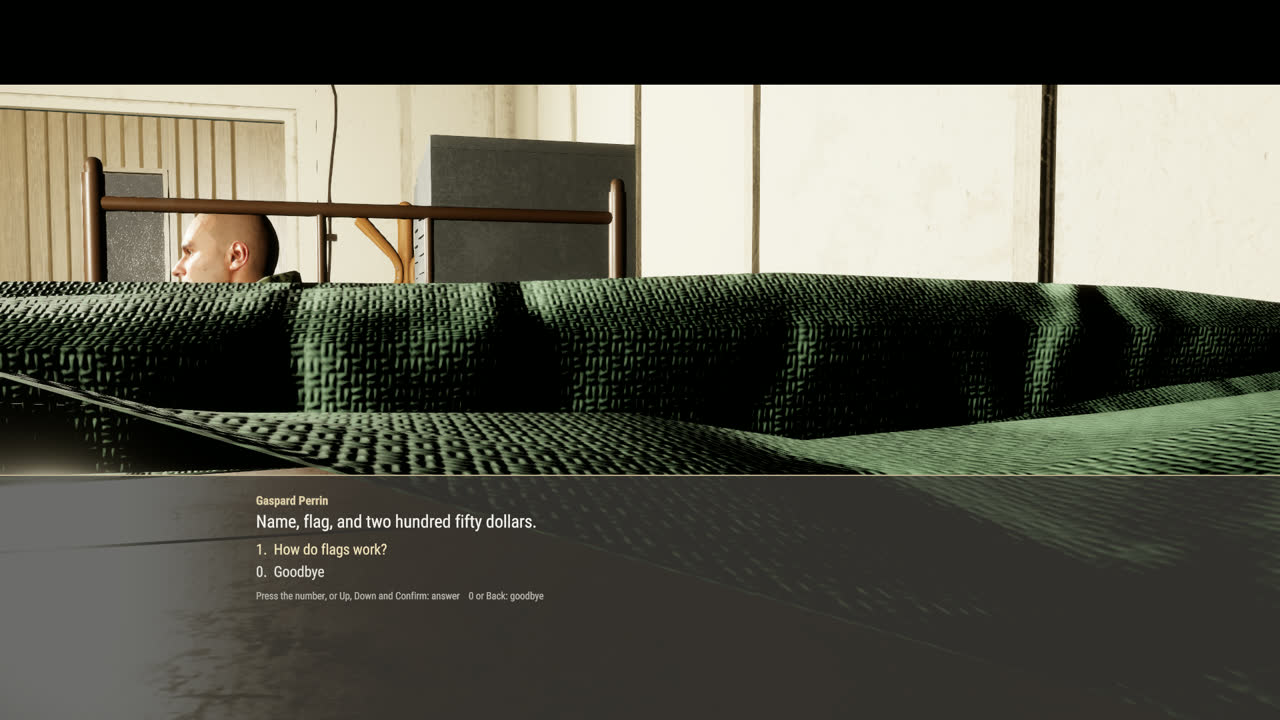 Gaspard Perrin
Name, flag, and two hundred fifty dollars.
1. How do flags work?
0. Goodbye
Press the number, or Up, Down and Confirm: answer 0 or Back: goodbye